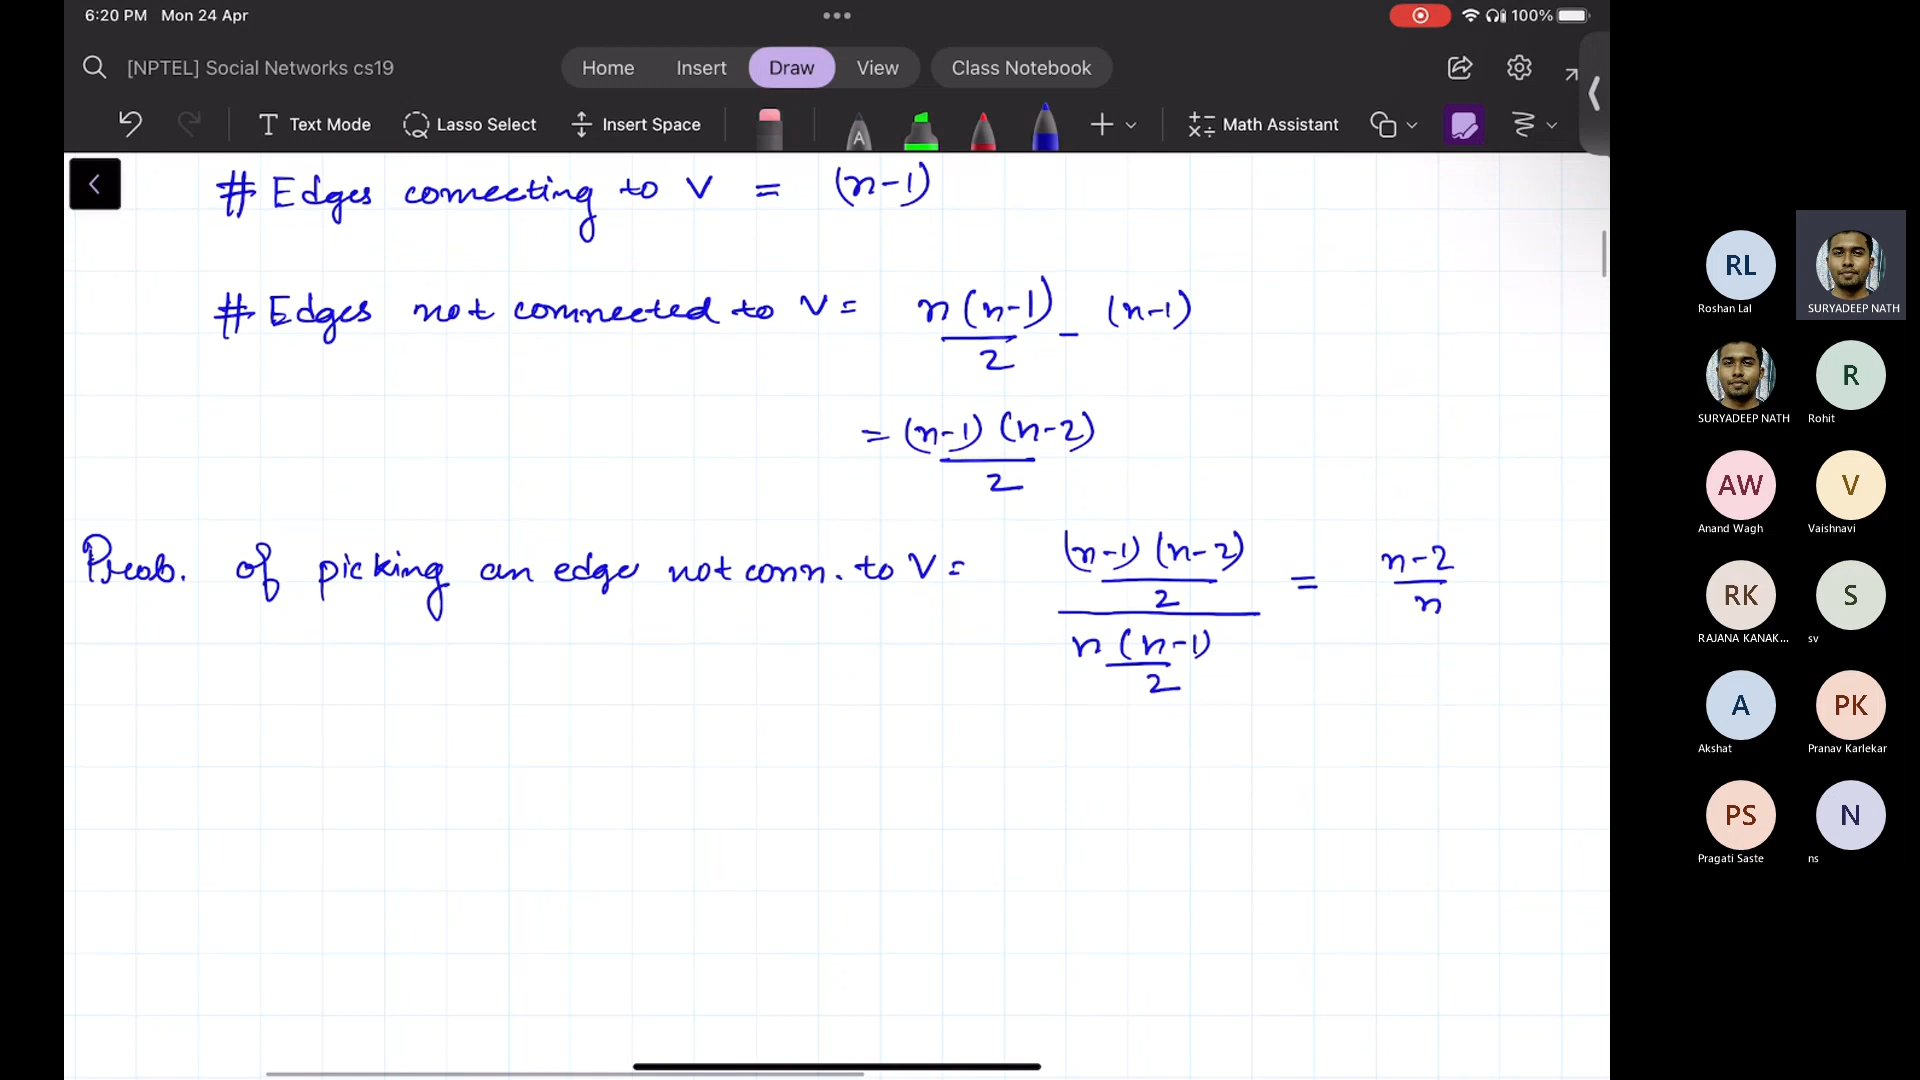 6:20 PM Mon 24 Apr
100%
[NPTEL] Social Networks cs19
Home Insert Draw View Class Notebook
Text Mode Lasso Select Insert Space A Math Assistant
# Edges connecting to V = (n-1)
# Edges not connected to V = n(n-1)/2 - (n-1)
= (n-1)(n-2)/2
Prob. of picking an edge not conn. to V = ((n-1)(n-2)/2)/(n(n-1)/2) = n-2/n
RL
Roshan Lal
SURYADEEP NATH
SURYADEEP NATH
R
Rohit
AW
Anand Wagh
V
Vaishnavi
RK
RAJANA KANAK...
S
sv
A
Akshat
PK
Pranav Karlekar
PS
Pragati Saste
N
ns